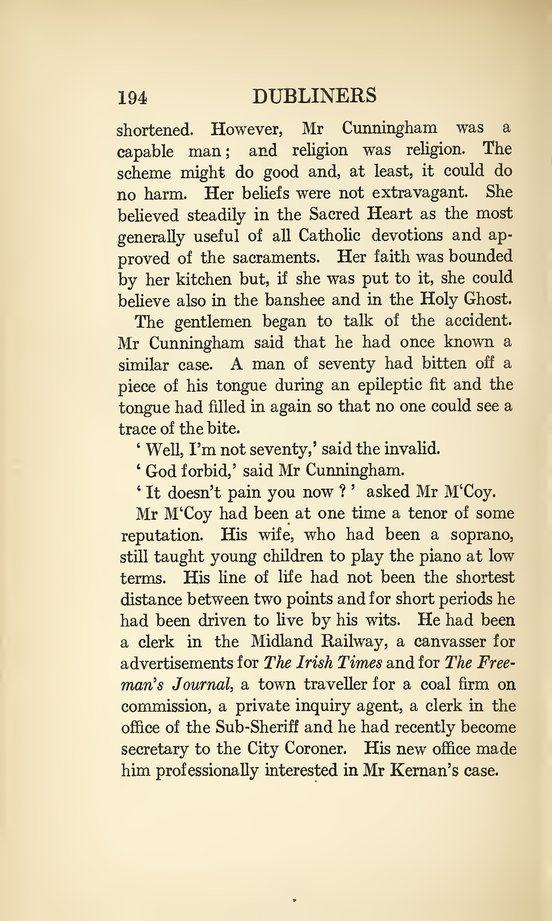 194 DUBLINERS
shortened. However, Mr Cunningham was a
capable man; and religion was religion. The
scheme might do good and, at least, it could do
no harm. Her beliefs were not extravagant. She
believed steadily in the Sacred Heart as the most
generally useful of all Catholic devotions and ap-
proved of the sacraments. Her faith was bounded
by her kitchen but, if she was put to it, she could
believe also in the banshee and in the Holy Ghost.
The gentlemen began to talk of the accident.
Mr Cunningham said that he had once known a
similar case. A man of seventy had bitten off a
piece of his tongue during an epileptic fit and the
tongue had filled in again so that no one could see a
trace of the bite.
‘ Well, I’m not seventy,’ said the invalid.
‘ God forbid,’ said Mr Cunningham.
‘ It doesn’t pain you now ? ’ asked Mr M‘Coy.
Mr M‘Coy had been at one time a tenor of some
reputation. His wife, who had been a soprano,
still taught young children to play the piano at low
terms. His line of life had not been the shortest
distance between two points and for short periods he
had been driven to live by his wits. He had been
a clerk in the Midland Railway, a canvasser for
advertisements for The Irish Times and for The Free-
man’s Journal, a town traveller for a coal firm on
commission, a private inquiry agent, a clerk in the
office of the Sub-Sheriff and he had recently become
secretary to the City Coroner. His new office made
him professionally interested in Mr Kernan’s case.